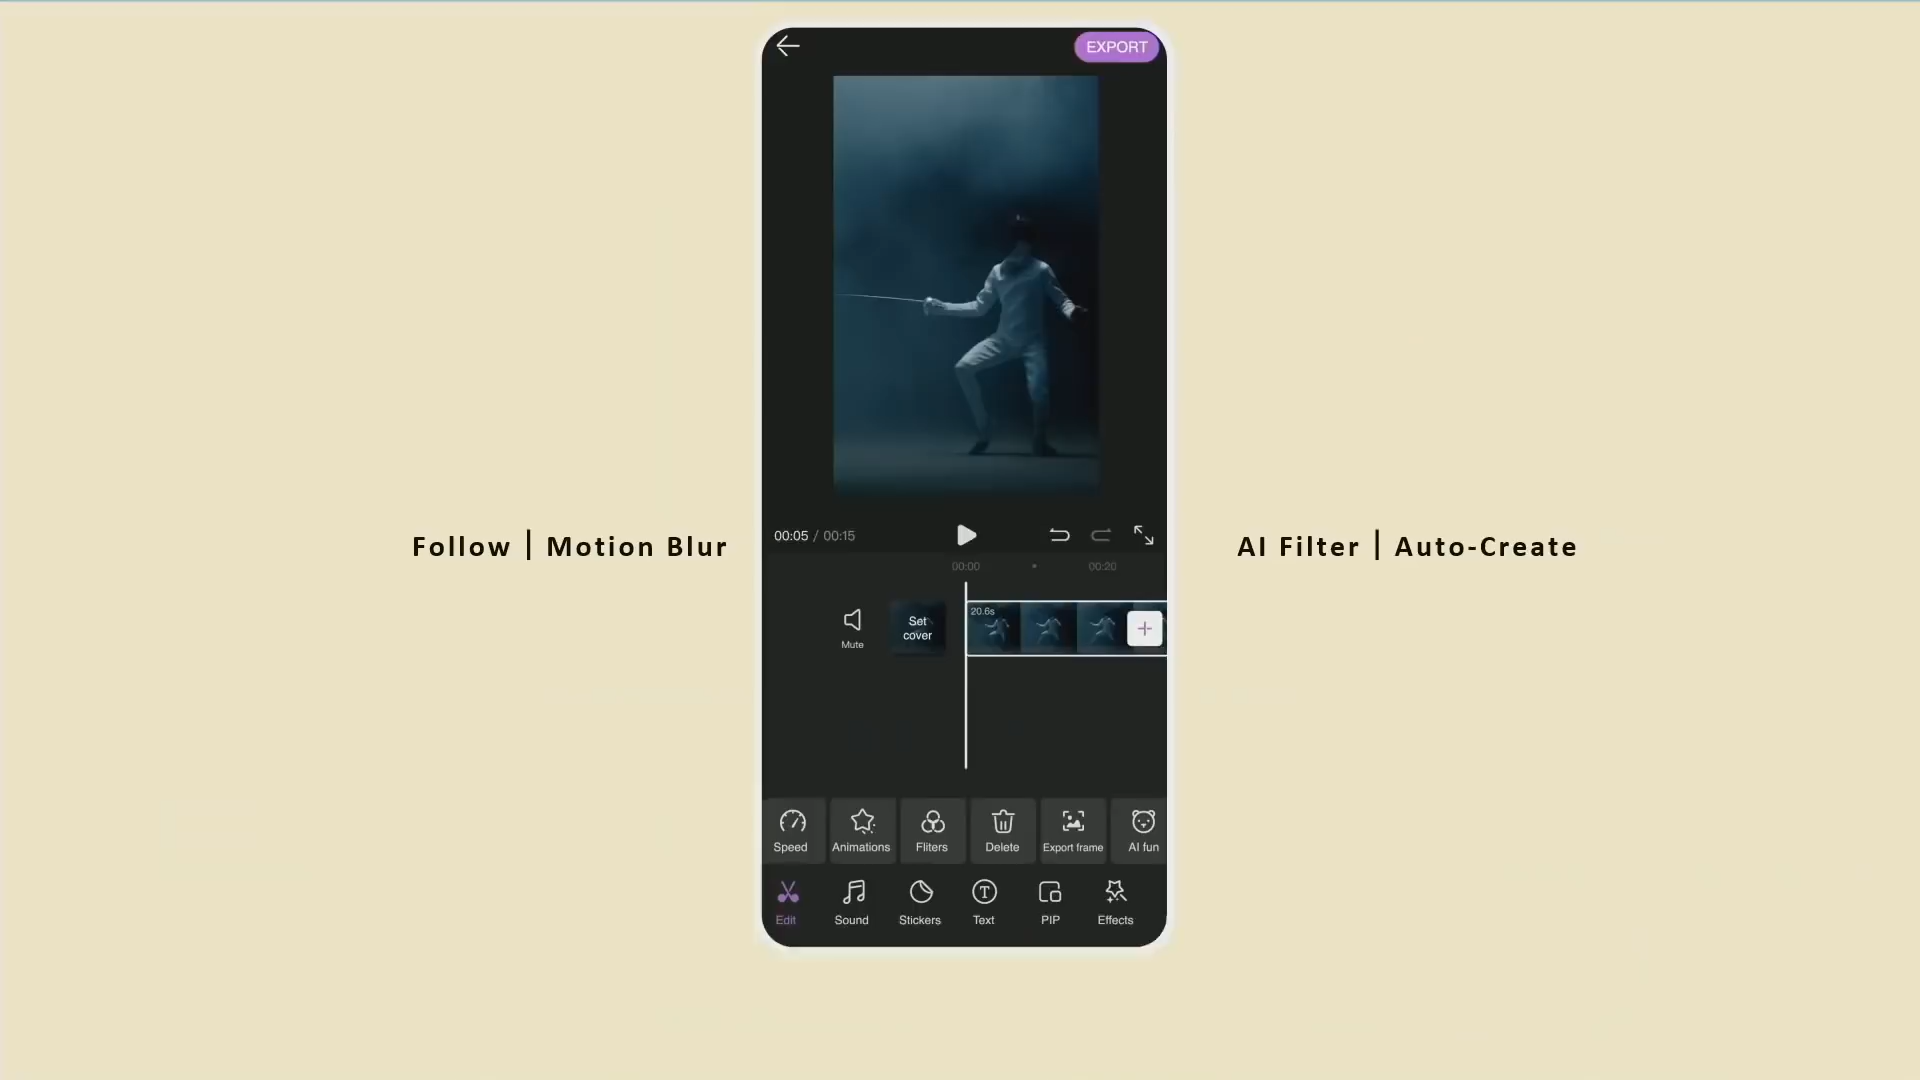 EXPORT
Follow | Motion Blur
AI Filter | Auto-Create
00:05 / 00:15
00:00
00:20
20.6s
Set
cover
Mute
Speed
Animations
Fliters
Delete
Export frame
AI fun
Edit
Sound
Stickers
Text
PIP
Effects